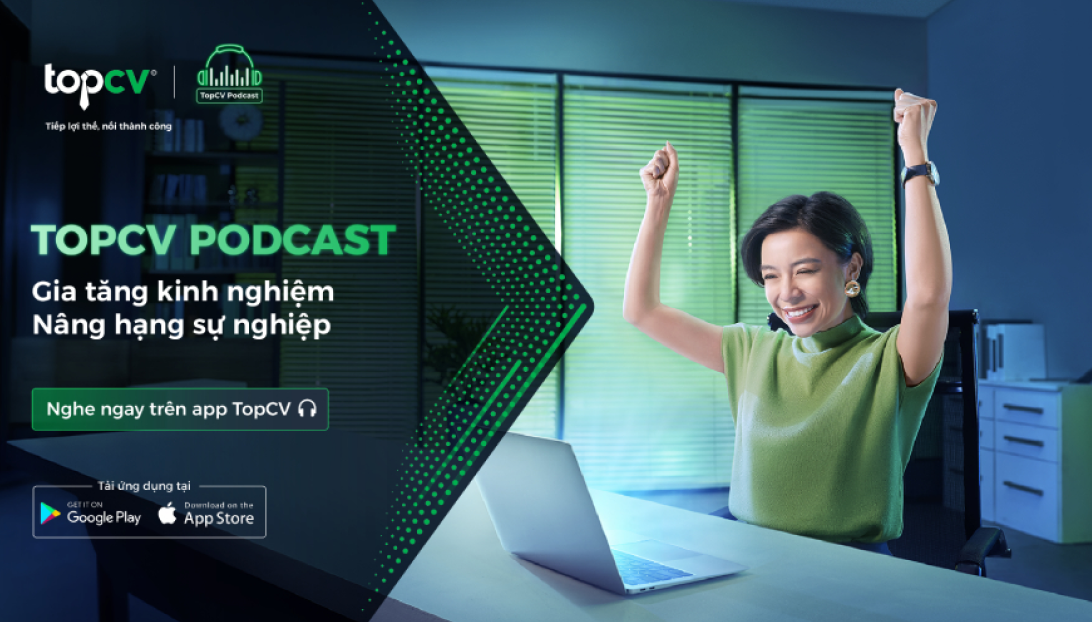 topcv
TopCV Podcast
Tiếp lợi thế, nối thành công
TOPCV PODCAST
Gia tăng kinh nghiệm
Nâng hạng sự nghiệp
Nghe ngay trên app TopCV
Tải ứng dụng tại
GET IT ON
Google Play
Download on the
App Store